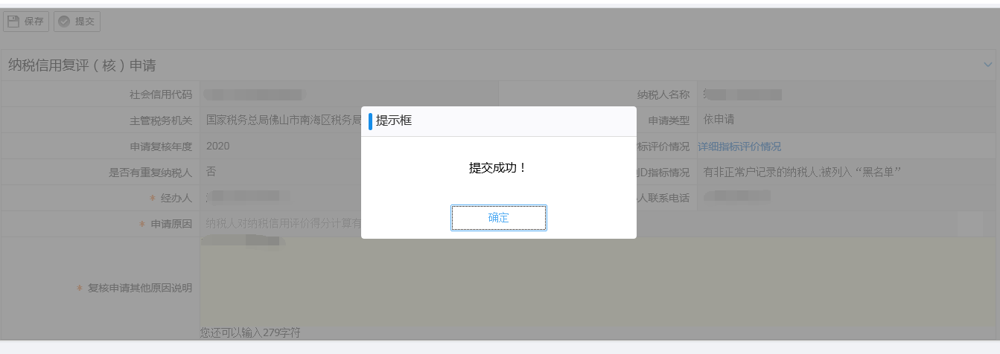 保存 提交
纳税信用复评（核）申请
社会信用代码 纳税人名称
主管税务机关 国家税务总局佛山市南海区税务局 申请类型 依申请
申请复核年度 2020 标评价情况 详细指标评价情况
是否有重复纳税人 否 D指标情况 有非正常户记录的纳税人;被列入“黑名单”
* 经办人 人联系电话
* 申请原因 纳税人对纳税信用评价得分计算有
* 复核申请其他原因说明
您还可以输入279字符
提示框
提交成功！
确定